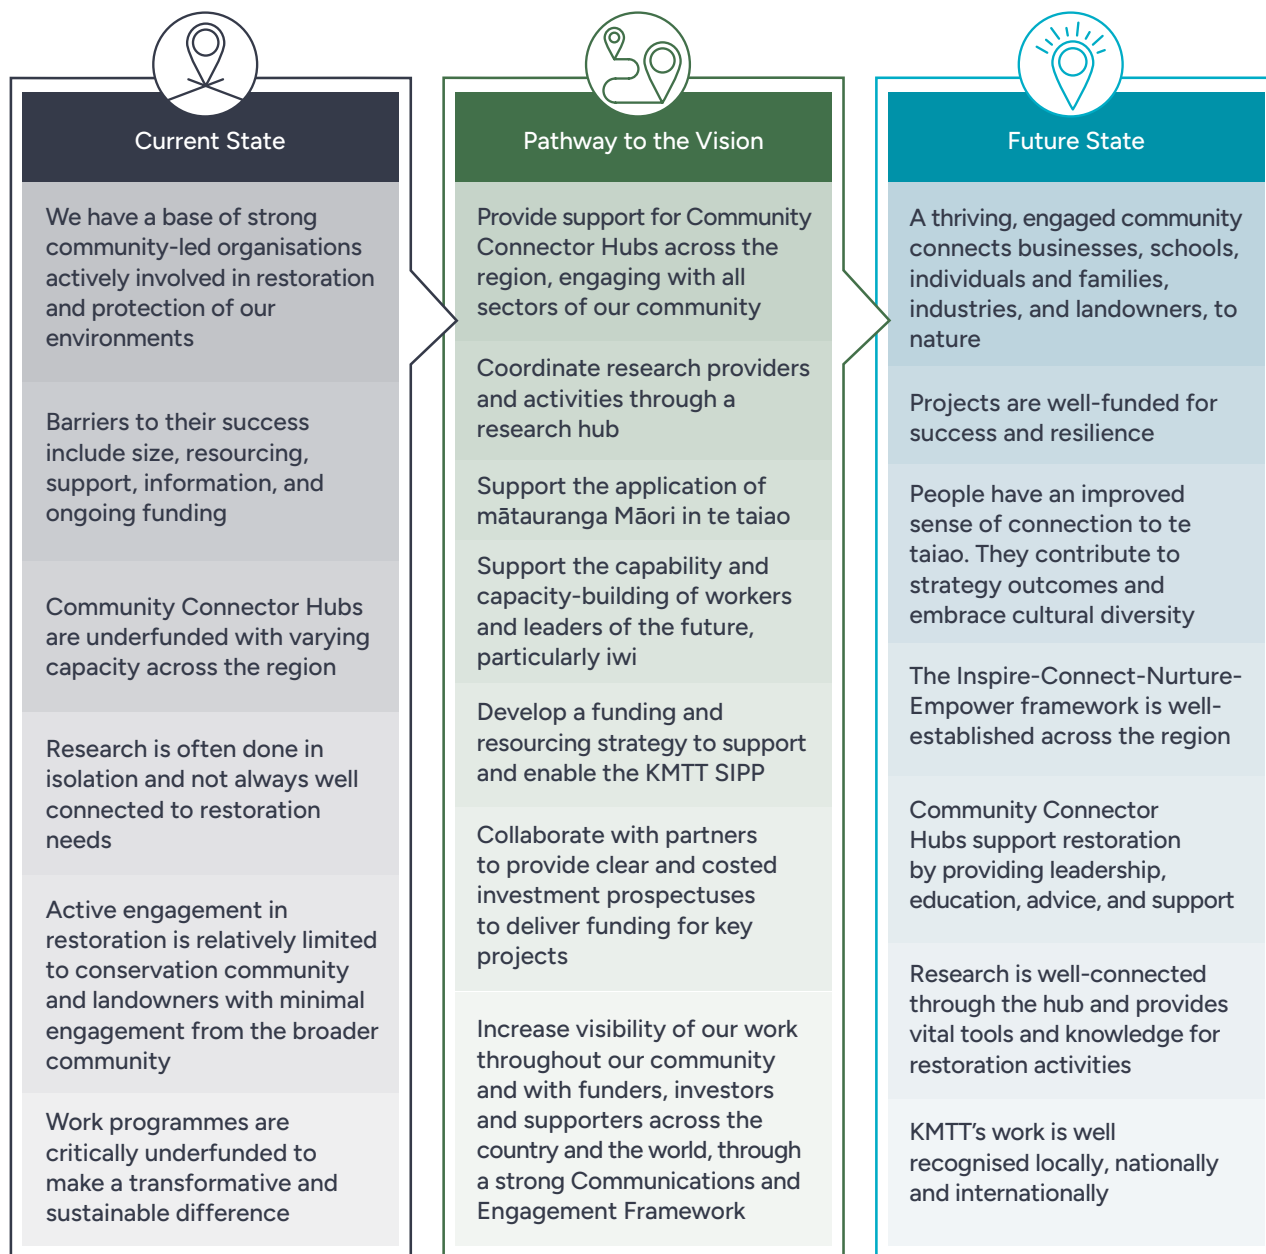 Current State
We have a base of strong
community-led organisations
actively involved in restoration
and protection of our
environments
Barriers to their success
include size, resourcing,
support, information, and
ongoing funding
Community Connector Hubs
are underfunded with varying
capacity across the region
Research is often done in
isolation and not always well
connected to restoration
needs
Active engagement in
restoration is relatively limited
to conservation community
and landowners with minimal
engagement from the broader
community
Work programmes are
critically underfunded to
make a transformative and
sustainable difference
Pathway to the Vision
Provide support for Community
Connector Hubs across the
region, engaging with all
sectors of our community
Coordinate research providers
and activities through a
research hub
Support the application of
mātauranga Māori in te taiao
Support the capability and
capacity-building of workers
and leaders of the future,
particularly iwi
Develop a funding and
resourcing strategy to support
and enable the KMTT SIPP
Collaborate with partners
to provide clear and costed
investment prospectuses
to deliver funding for key
projects
Increase visibility of our work
throughout our community
and with funders, investors
and supporters across the
country and the world, through
a strong Communications and
Engagement Framework
Future State
A thriving, engaged community
connects businesses, schools,
individuals and families,
industries, and landowners, to
nature
Projects are well-funded for
success and resilience
People have an improved
sense of connection to te
taiao. They contribute to
strategy outcomes and
embrace cultural diversity
The Inspire-Connect-Nurture-
Empower framework is well-
established across the region
Community Connector
Hubs support restoration
by providing leadership,
education, advice, and support
Research is well-connected
through the hub and provides
vital tools and knowledge for
restoration activities
KMTT’s work is well
recognised locally, nationally
and internationally